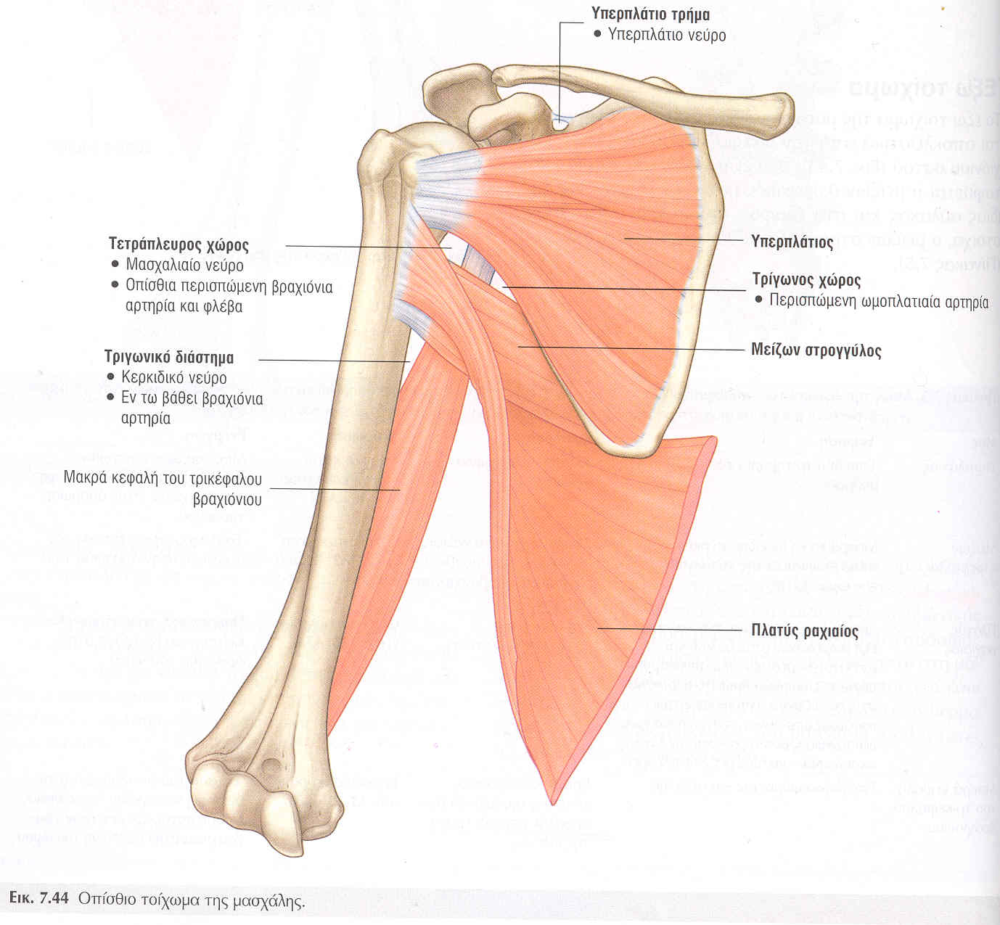 Υπερπλάτιο τρήμα
● Υπερπλάτιο νεύρο
Τετράπλευρος χώρος
● Μασχαλιαίο νεύρο
● Οπίσθια περισπώμενη βραχιόνια
αρτηρία και φλέβα
Τριγωνικό διάστημα
● Κερκιδικό νεύρο
● Εν τω βάθει βραχιόνια
αρτηρία
Μακρά κεφαλή του τρικέφαλου
βραχιόνιου
Υπερπλάτιος
Τρίγωνος χώρος
● Περισπώμενη ωμοπλατιαία αρτηρία
Μείζων στρογγύλος
Πλατύς ραχιαίος
Εικ. 7.44 Οπίσθιο τοίχωμα της μασχάλης.